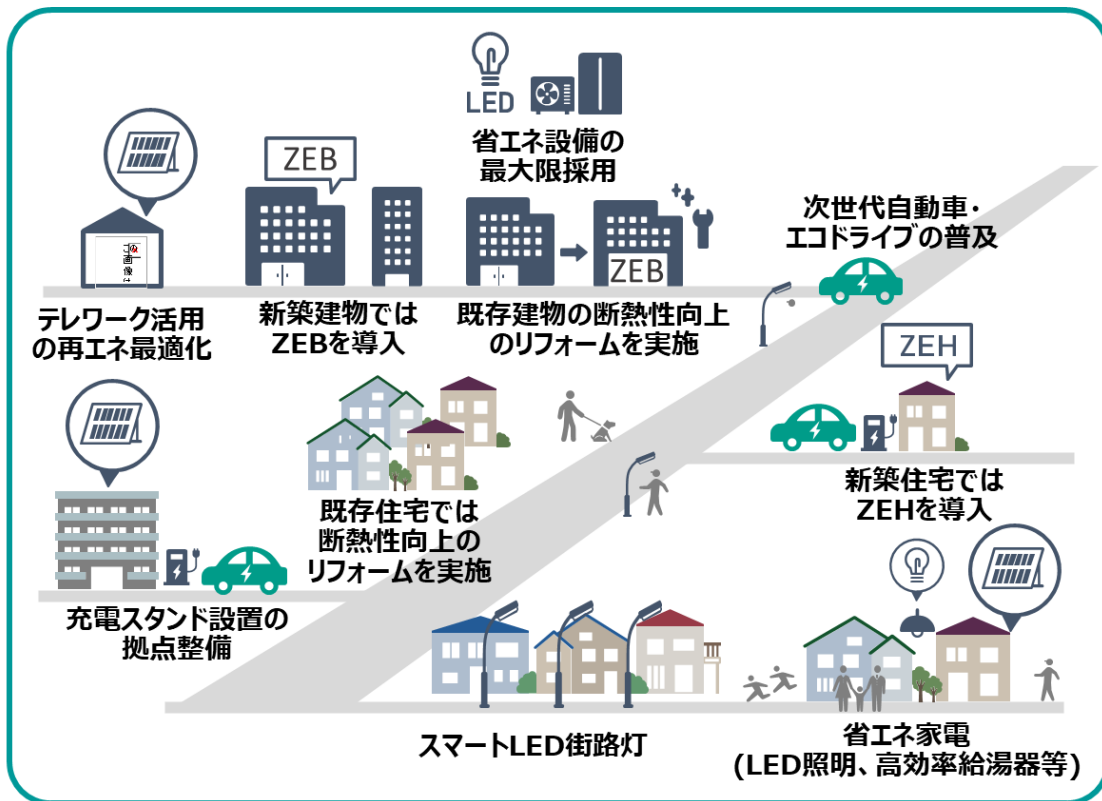 LED
省エネ設備の
最大限採用
ZEB
ZEB
テレワーク活用
の再エネ最適化
新築建物では
ZEBを導入
既存建物の断熱性向上
のリフォームを実施
次世代自動車・
エコドライブの普及
ZEH
新築住宅では
ZEHを導入
既存住宅では
断熱性向上の
リフォームを実施
充電スタンド設置の
拠点整備
スマートLED街路灯
省エネ家電
(LED照明、高効率給湯器等)